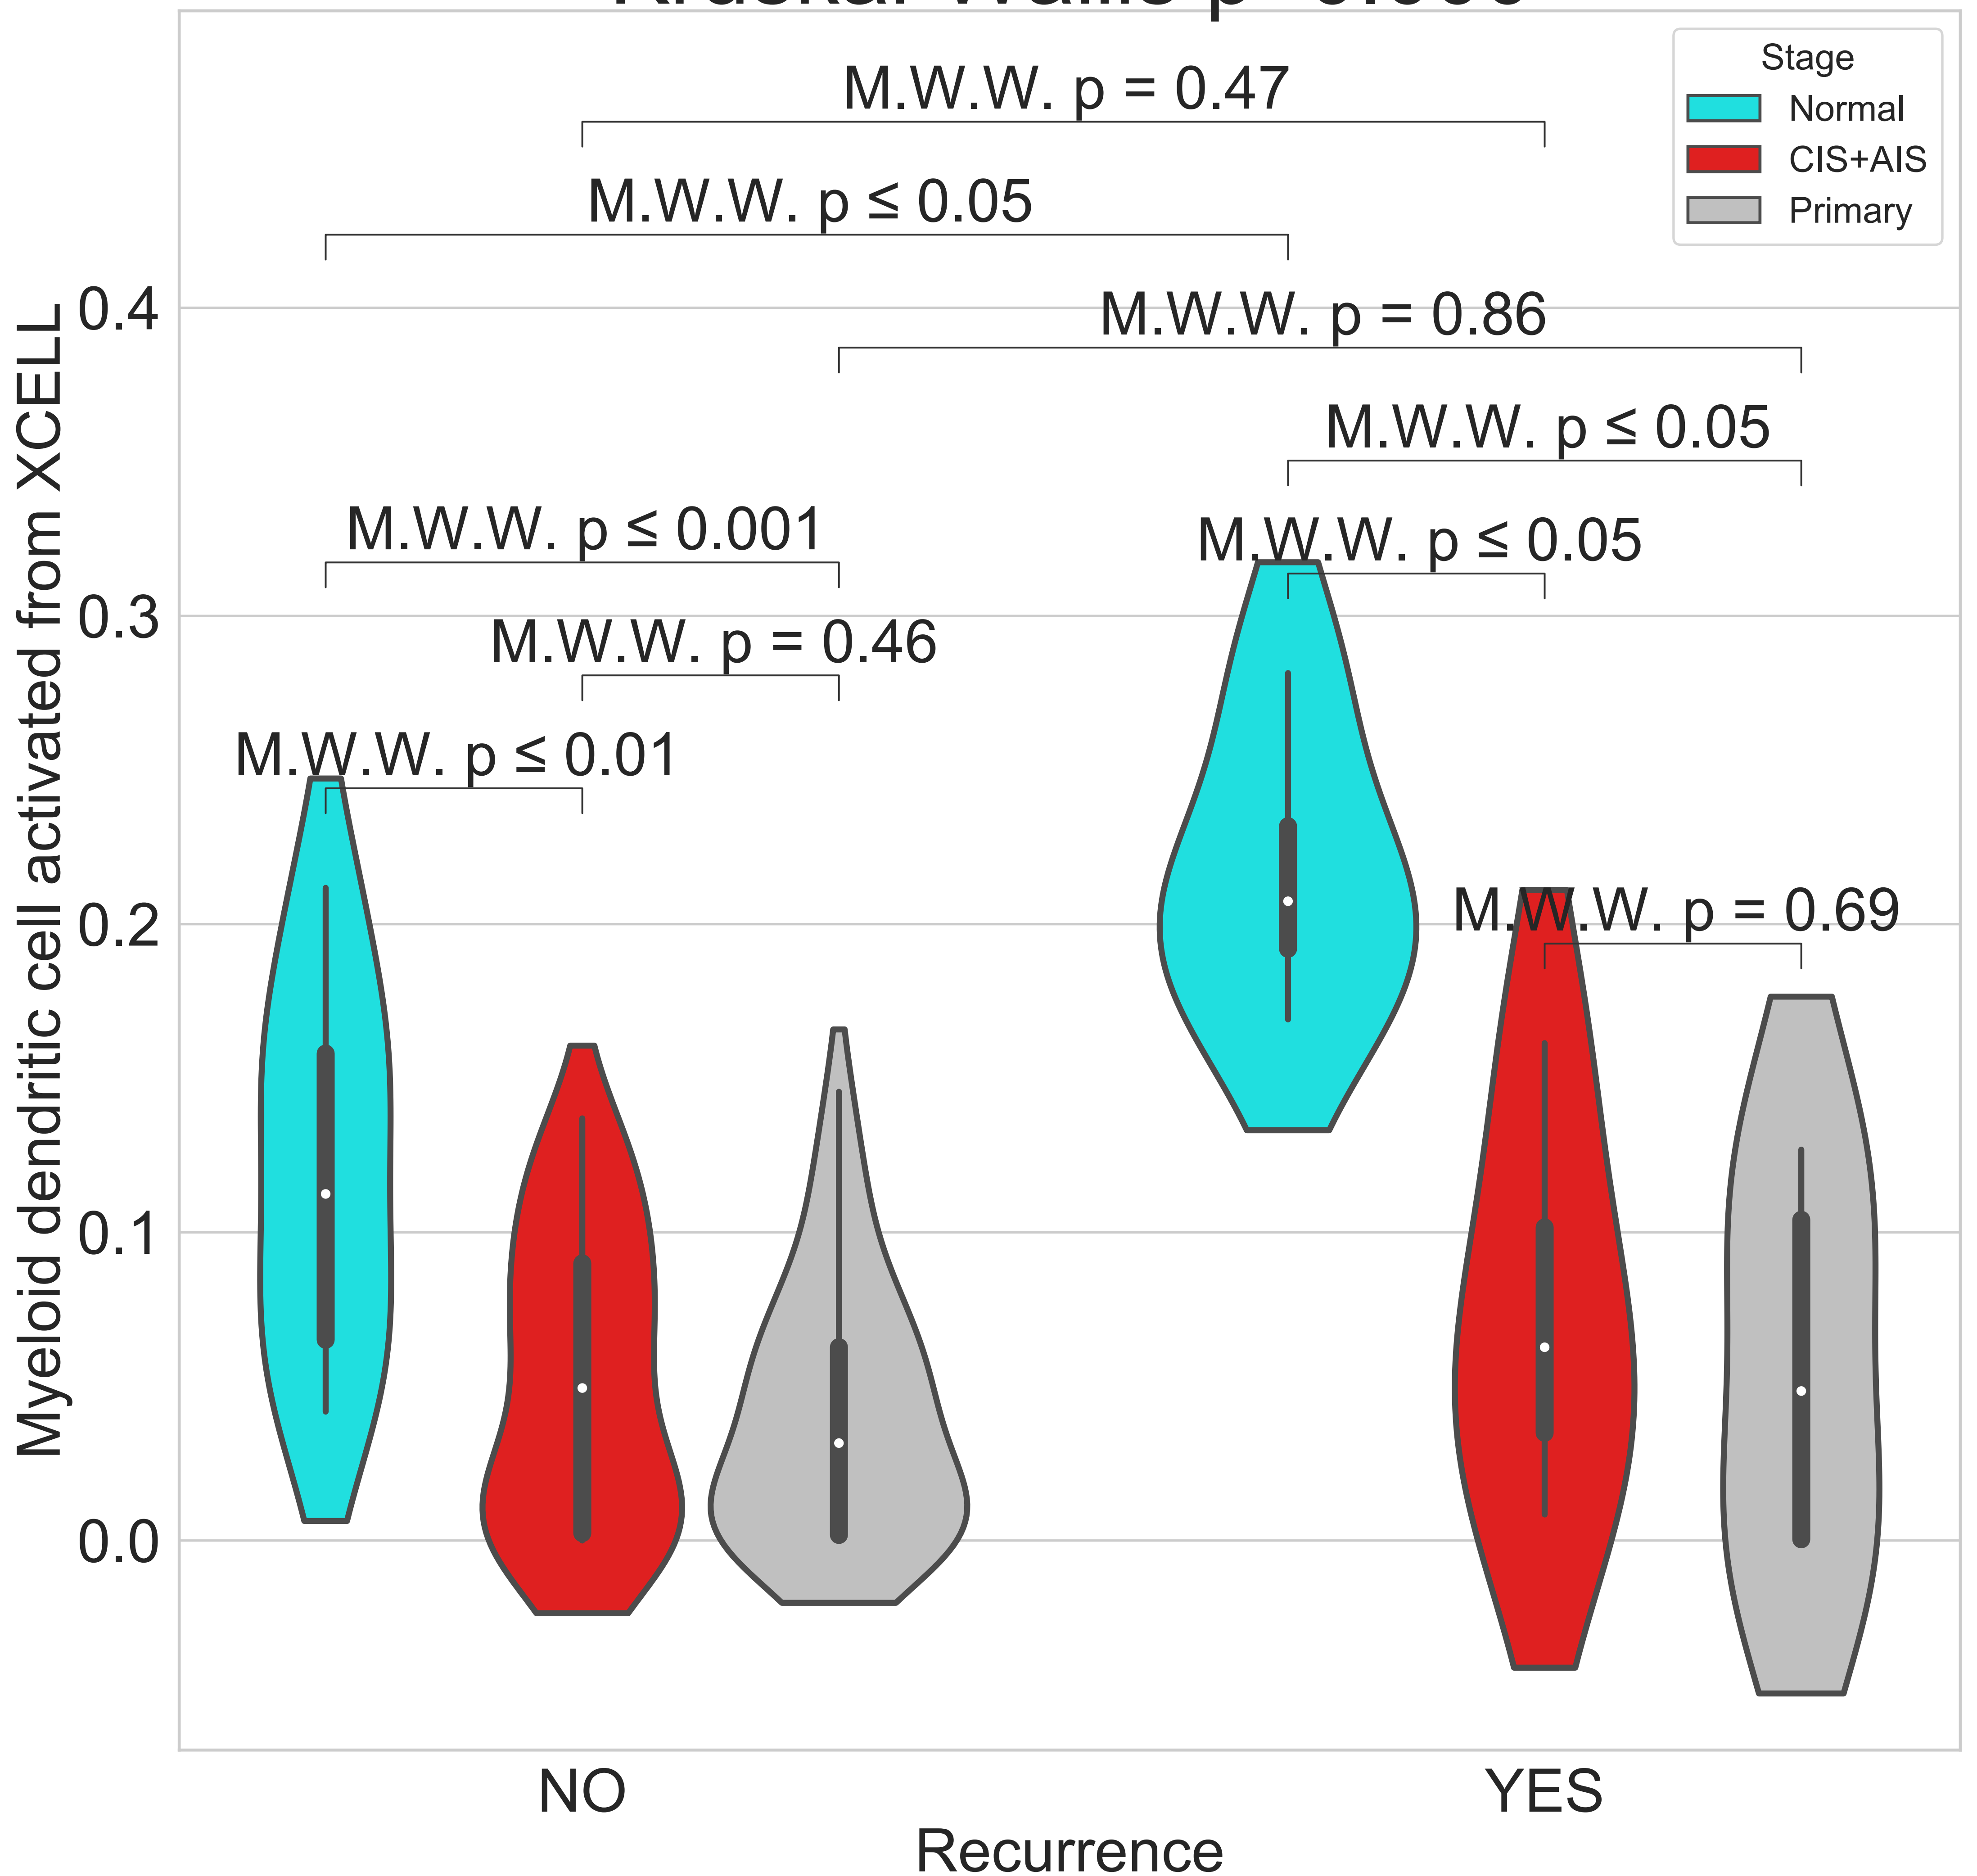 M.W.W. p = 0.47
M.W.W. p ≤ 0.05
M.W.W. p = 0.86
M.W.W. p ≤ 0.05
M.W.W. p ≤ 0.001
M.W.W. p ≤ 0.05
M.W.W. p = 0.46
M.W.W. p ≤ 0.01
M.W.W. p = 0.69
Stage
Normal
CIS+AIS
Primary
Myeloid dendritic cell activated from XCELL
0.4
0.3
0.2
0.1
0.0
NO
YES
Recurrence